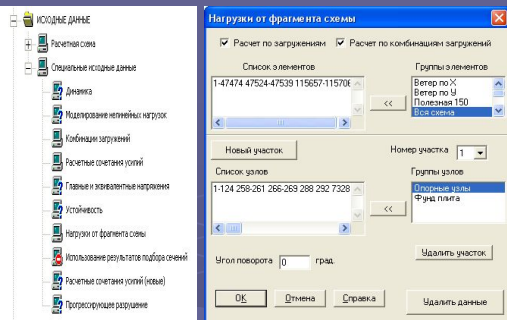 ИСХОДНЫЕ ДАННЫЕ
Расчетная схема
Специальные исходные данные
Динамика
Моделирование нелинейных нагрузок
Комбинации загружений
Расчетные сочетания усилий
Главные и эквивалентные напряжения
Устойчивость
Нагрузки от фрагмента схемы
Использование результатов подбора сечений
Расчетные сочетания усилий (новые)
Прогрессирующее разрушение
Нагрузки от фрагмента схемы
Расчет по загружениям Расчет по комбинациям загружений
Список элементов Группы элементов
1-47474 47524-47539 115657-115706
<<
Ветер по X
Ветер по У
Полезная 150
Вся схема
Новый участок Номер участка 1
Список узлов Группы узлов
1-124 258-261 266-269 288 292 7328
<<
Опорные узлы
Фунд плита
Угол поворота 0 град.
Удалить участок
OK Отмена Справка Удалить данные